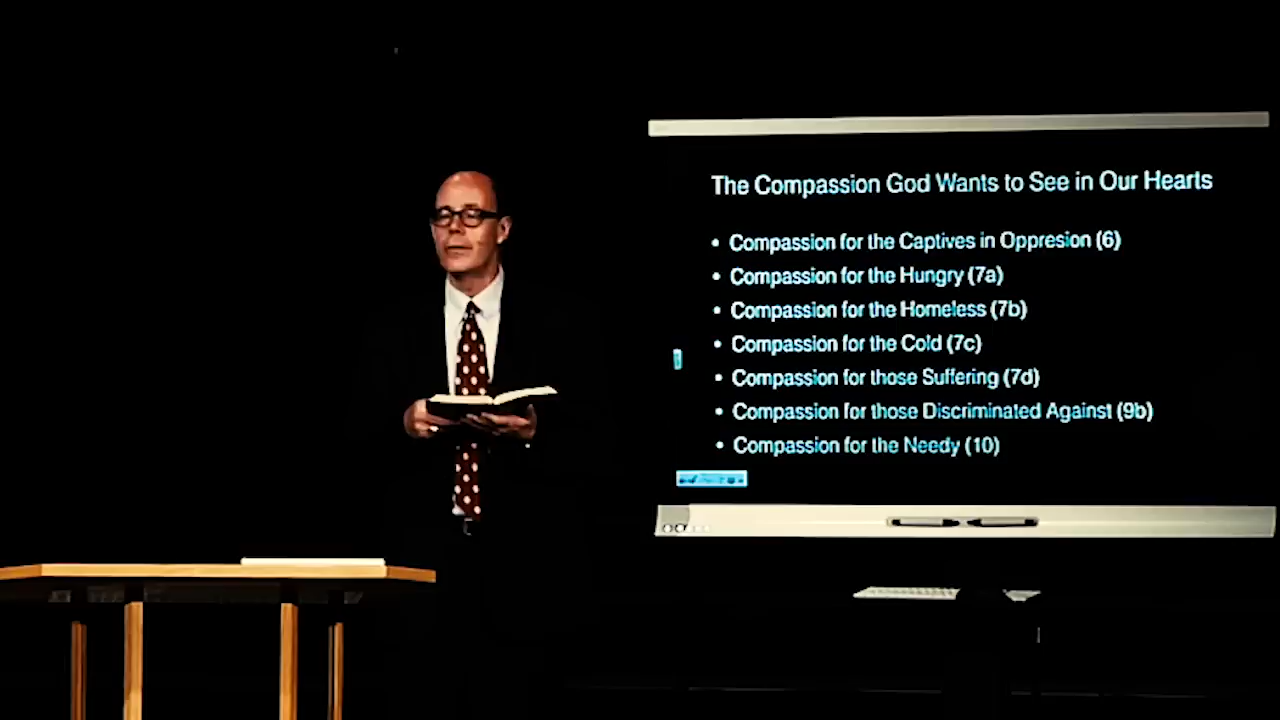 The Compassion God Wants to See in Our Hearts
• Compassion for the Captives in Oppresion (6)
• Compassion for the Hungry (7a)
• Compassion for the Homeless (7b)
• Compassion for the Cold (7c)
• Compassion for those Suffering (7d)
• Compassion for those Discriminated Against (9b)
• Compassion for the Needy (10)